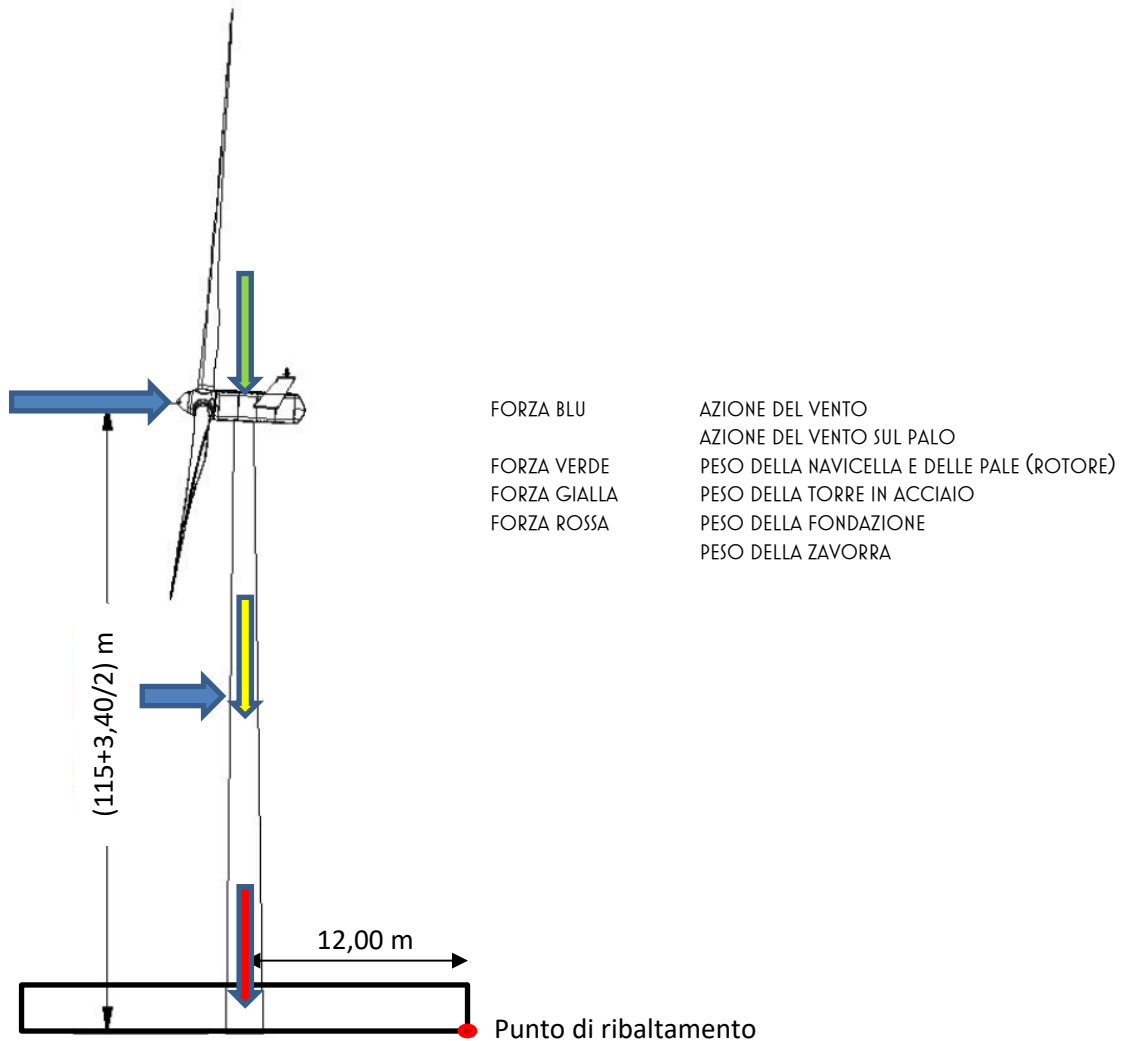 FORZA BLU AZIONE DEL VENTO
AZIONE DEL VENTO SUL PALO
FORZA VERDE PESO DELLA NAVICELLA E DELLE PALE (ROTORE)
FORZA GIALLA PESO DELLA TORRE IN ACCIAIO
FORZA ROSSA PESO DELLA FONDAZIONE
PESO DELLA ZAVORRA
(115+3,40/2) m
12,00 m
Punto di ribaltamento